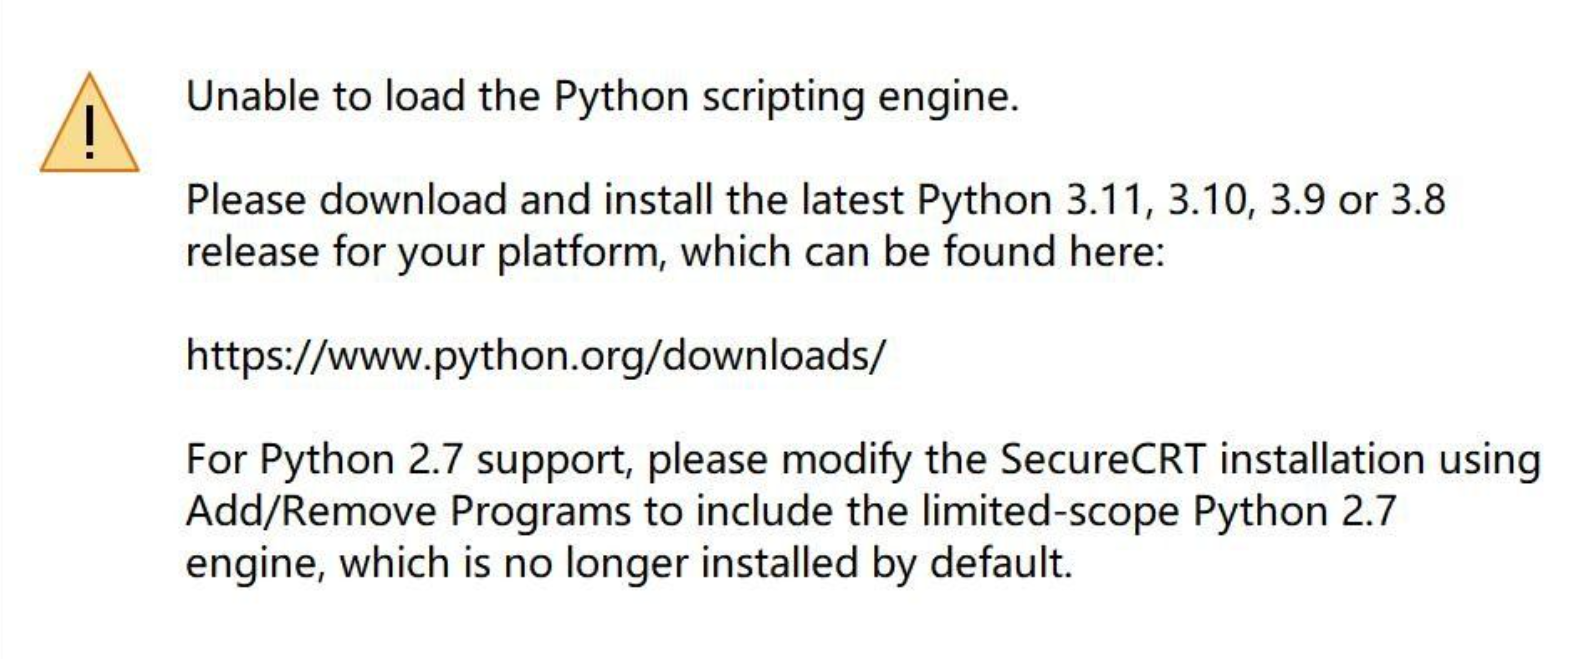 Unable to load the Python scripting engine.
Please download and install the latest Python 3.11, 3.10, 3.9 or 3.8
release for your platform, which can be found here:
https://www.python.org/downloads/
For Python 2.7 support, please modify the SecureCRT installation using
Add/Remove Programs to include the limited-scope Python 2.7
engine, which is no longer installed by default.